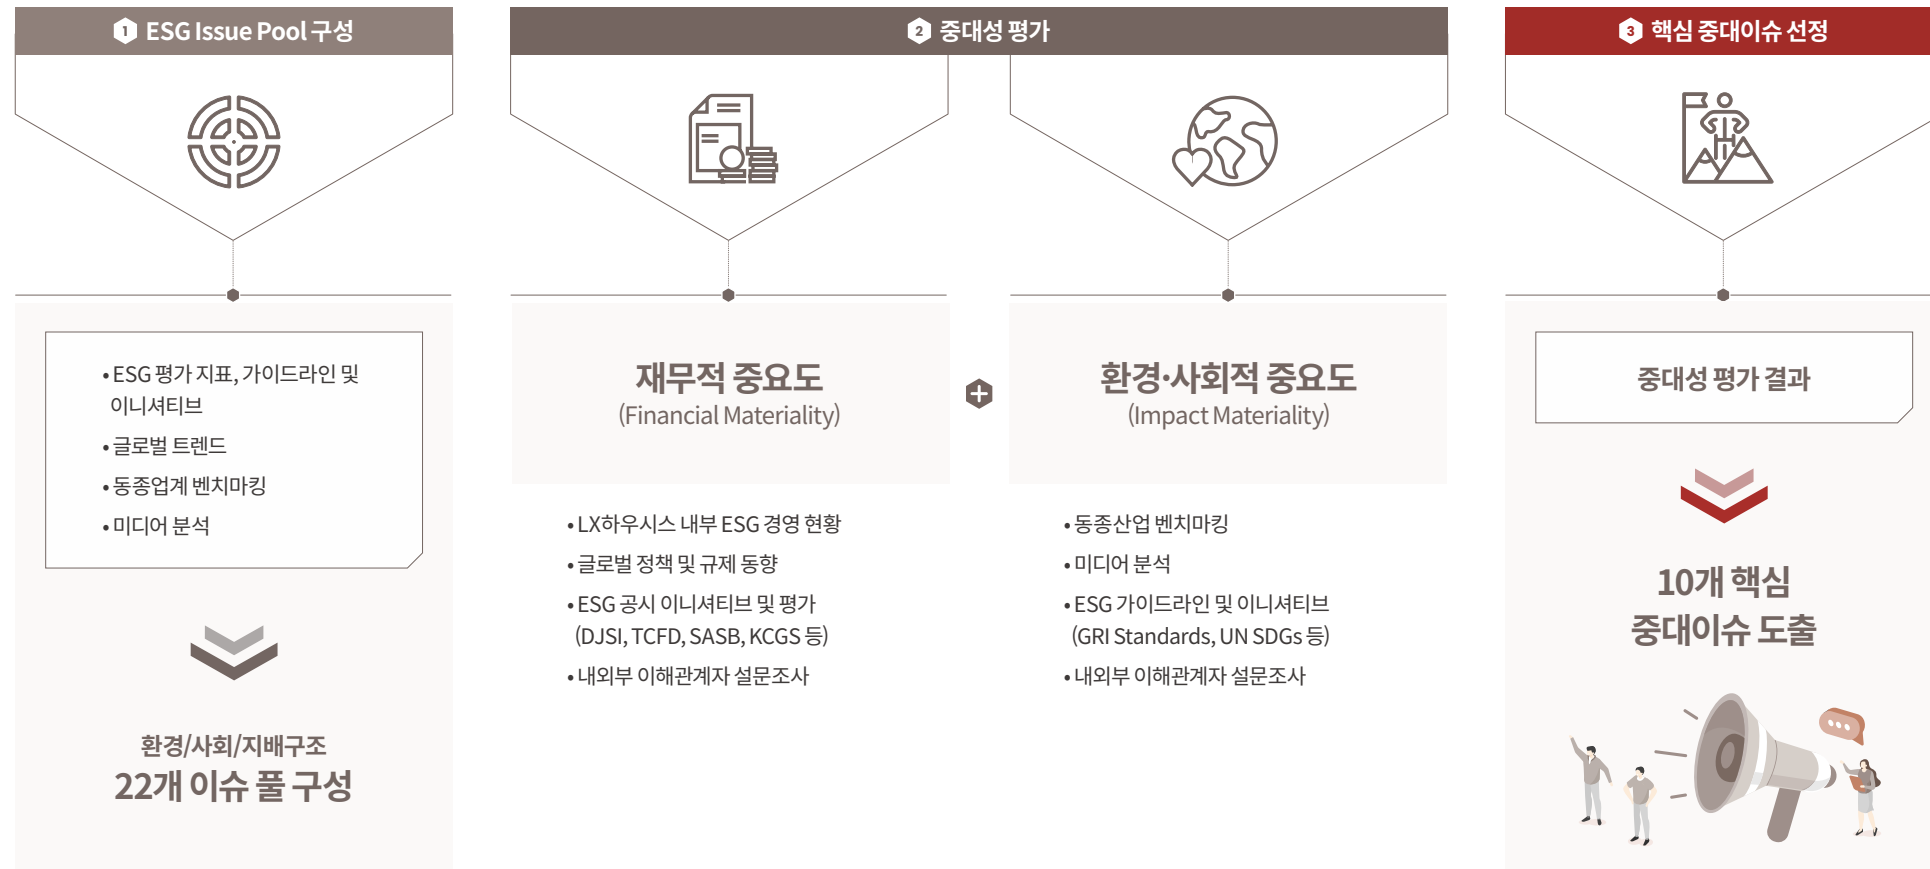 1 ESG Issue Pool 구성
• ESG 평가 지표, 가이드라인 및
이니셔티브
• 글로벌 트렌드
• 동종업계 벤치마킹
• 미디어 분석
환경/사회/지배구조
22개 이슈 풀 구성
2 중대성 평가
재무적 중요도
(Financial Materiality)
• LX하우시스 내부 ESG 경영 현황
• 글로벌 정책 및 규제 동향
• ESG 공시 이니셔티브 및 평가
(DJSI, TCFD, SASB, KCGS 등)
• 내외부 이해관계자 설문조사
환경·사회적 중요도
(Impact Materiality)
• 동종산업 벤치마킹
• 미디어 분석
• ESG 가이드라인 및 이니셔티브
(GRI Standards, UN SDGs 등)
• 내외부 이해관계자 설문조사
3 핵심 중대이슈 선정
중대성 평가 결과
10개 핵심
중대이슈 도출